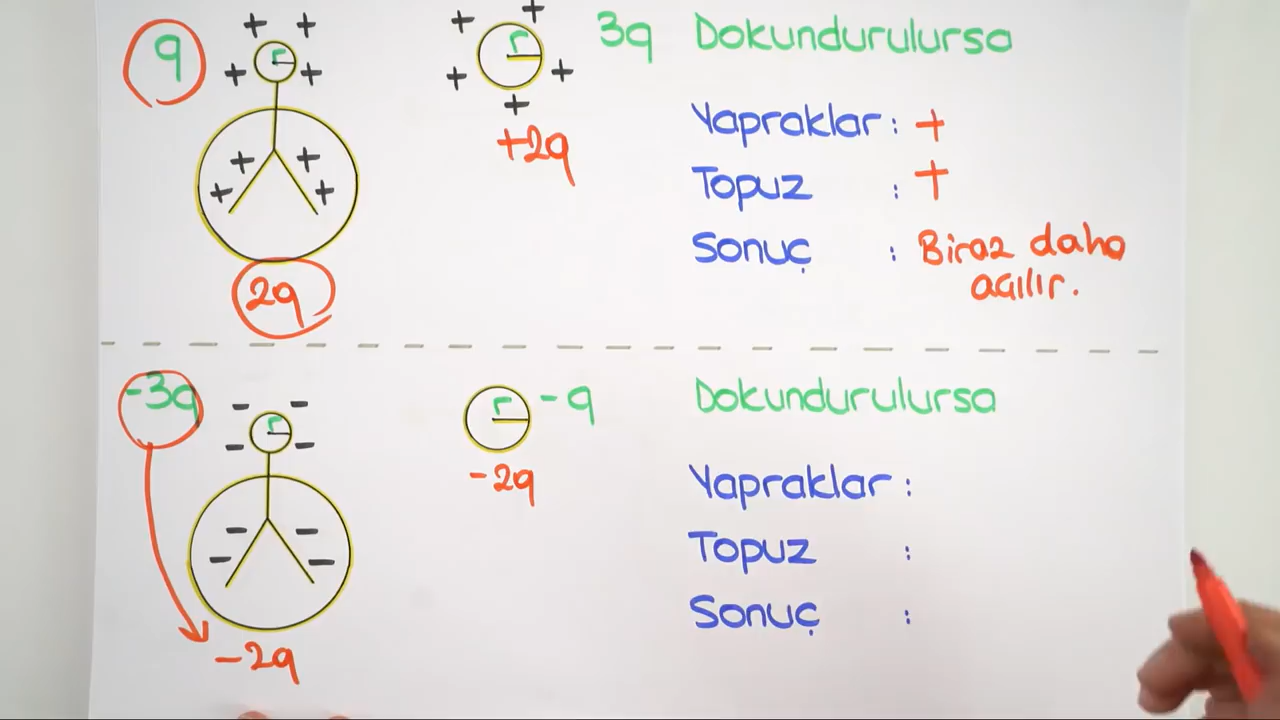 q
r
+ + + +
+ + + +
2q
r
+ + + + +
+2q
3q Dokundurulursa
Yapraklar : +
Topuz : +
Sonuç : Biraz daha
açılır.
-3q
r
- - - -
- - - -
-2q
r -q
-2q
Dokundurulursa
Yapraklar :
Topuz :
Sonuç :